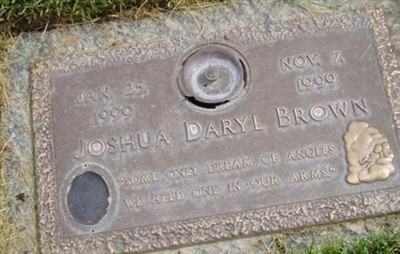 JAN. 25, 1999
NOV. 7, 1999
JOSHUA DARYL BROWN
"SOME ONLY DREAM OF ANGELS
WE HELD ONE IN OUR ARMS."